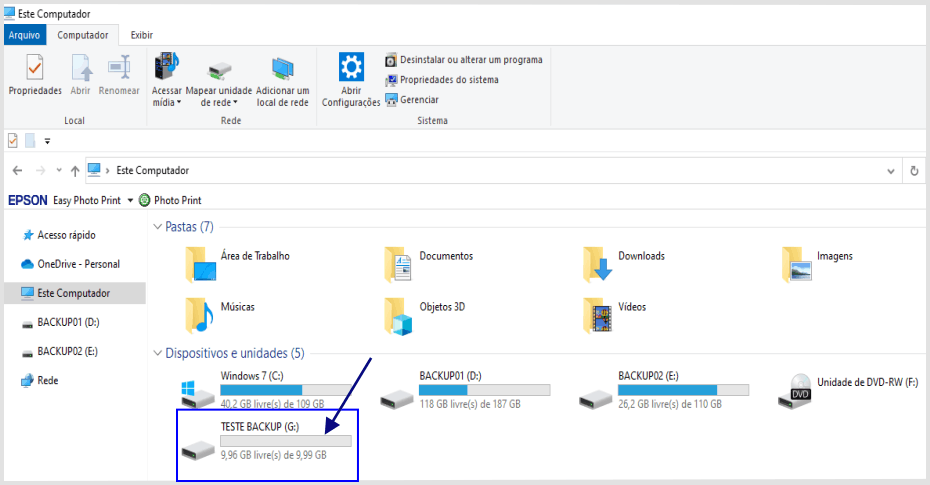 Este Computador
Arquivo Computador Exibir
Propriedades Abrir Renomear
Acessar mídia
Mapear unidade de rede
Adicionar um local de rede
Abrir Configurações
Desinstalar ou alterar um programa
Propriedades do sistema
Gerenciar
Local Rede Sistema
Este Computador
EPSON Easy Photo Print Photo Print
Acesso rápido
OneDrive - Personal
Este Computador
BACKUP01 (D:)
BACKUP02 (E:)
Rede
Pastas (7)
Área de Trabalho Documentos Downloads Imagens
Músicas Objetos 3D Vídeos
Dispositivos e unidades (5)
Windows 7 (C:)
40,2 GB livre(s) de 109 GB
BACKUP01 (D:)
118 GB livre(s) de 187 GB
BACKUP02 (E:)
26,2 GB livre(s) de 110 GB
DVD
Unidade de DVD-RW (F:)
TESTE BACKUP (G:)
9,96 GB livre(s) de 9,99 GB